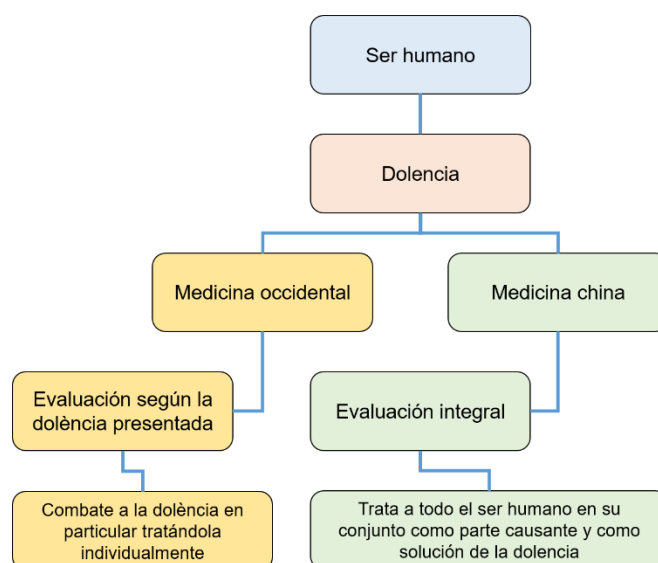 Ser humano
Dolencia
Medicina occidental
Medicina china
Evaluación según la
dolència presentada
Evaluación integral
Combate a la dolència en
particular tratándola
individualmente
Trata a todo el ser humano en su
conjunto como parte causante y como
solución de la dolencia